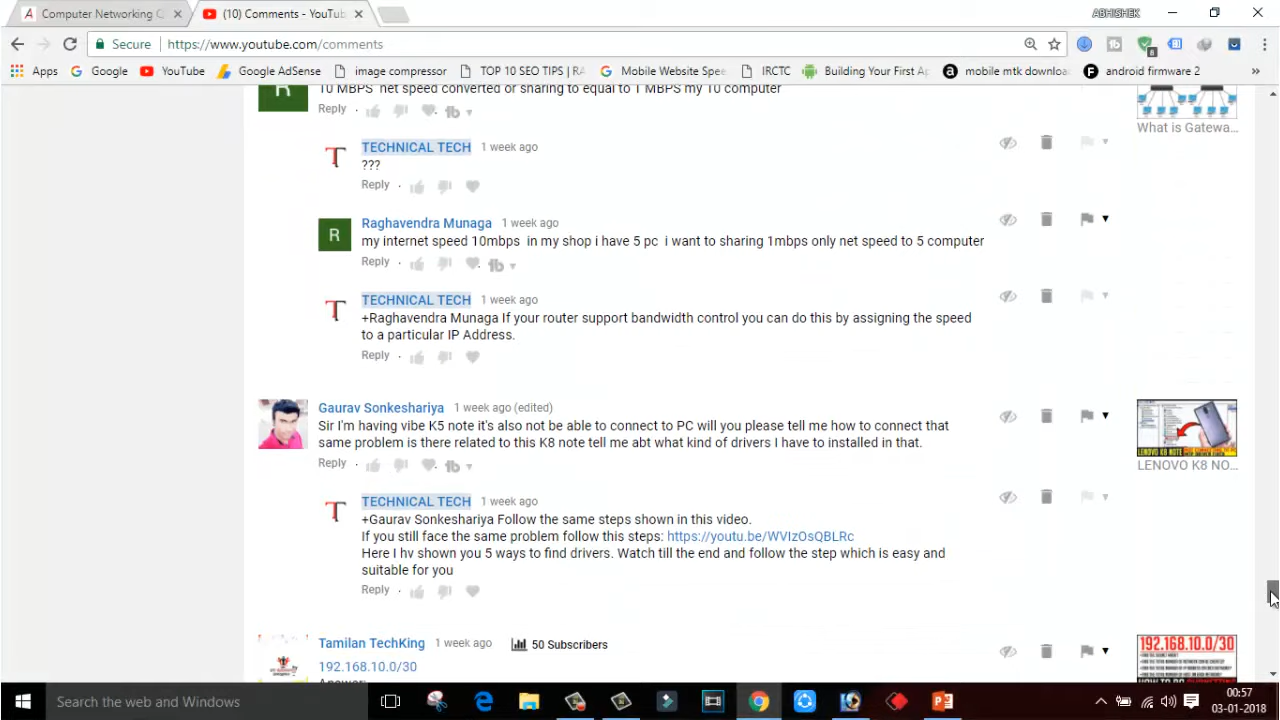 Computer Networking C
(10) Comments - YouTub
ABHISHEK
Secure
https://www.youtube.com/comments
8
Apps
Google
YouTube
Google AdSense
image compressor
TOP 10 SEO TIPS | RA
Mobile Website Spee
IRCTC
Building Your First Ap
mobile mtk downloa
android firmware 2
»
R
10 MBPS net speed converted or sharing to equal to 1 MBPS my 10 computer
Reply
What is Gatewa...
TECHNICAL TECH 1 week ago
???
Reply
R
Raghavendra Munaga 1 week ago
my internet speed 10mbps in my shop i have 5 pc i want to sharing 1mbps only net speed to 5 computer
Reply
TECHNICAL TECH 1 week ago
+Raghavendra Munaga If your router support bandwidth control you can do this by assigning the speed
to a particular IP Address.
Reply
Gaurav Sonkeshariya 1 week ago (edited)
Sir I'm having vibe K5 note it's also not be able to connect to PC will you please tell me how to connect that
same problem is there related to this K8 note tell me abt what kind of drivers I have to installed in that.
Reply
LENOVO K8 NOTE
LENOVO K8 NO...
TECHNICAL TECH 1 week ago
+Gaurav Sonkeshariya Follow the same steps shown in this video.
If you still face the same problem follow this steps: https://youtu.be/WVIzOsQBLRc
Here I hv shown you 5 ways to find drivers. Watch till the end and follow the step which is easy and
suitable for you
Reply
Tamilan TechKing 1 week ago 50 Subscribers
192.168.10.0/30
192.168.10.0/30
Search the web and Windows
00:57
03-01-2018